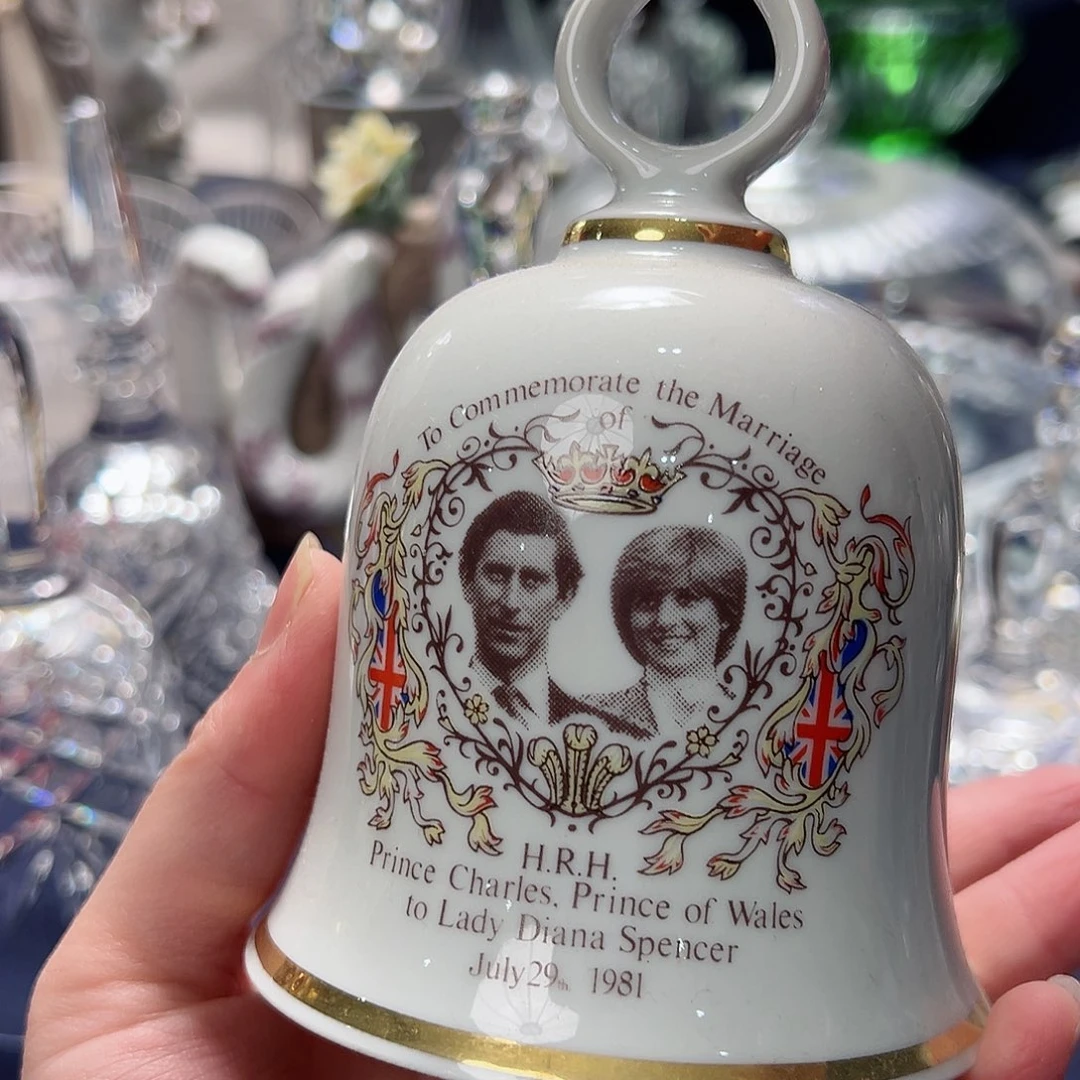 To Commemorate the Marriage
of
H.R.H.
Prince Charles, Prince of Wales
to Lady Diana Spencer
July 29th 1981